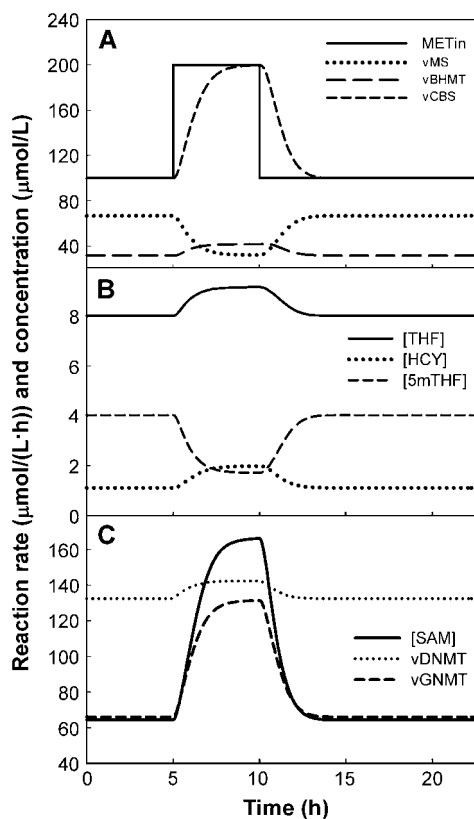 Reaction rate (μmol/(L·h)) and concentration (μmol/L)
A
METin
vMS
vBHMT
vCBS
240
200
160
120
80
40
B
[THF]
[HCY]
[5mTHF]
8
6
4
2
0
C
[SAM]
vDNMT
vGNMT
160
140
120
100
80
60
40
0 5 10 15 20
Time (h)